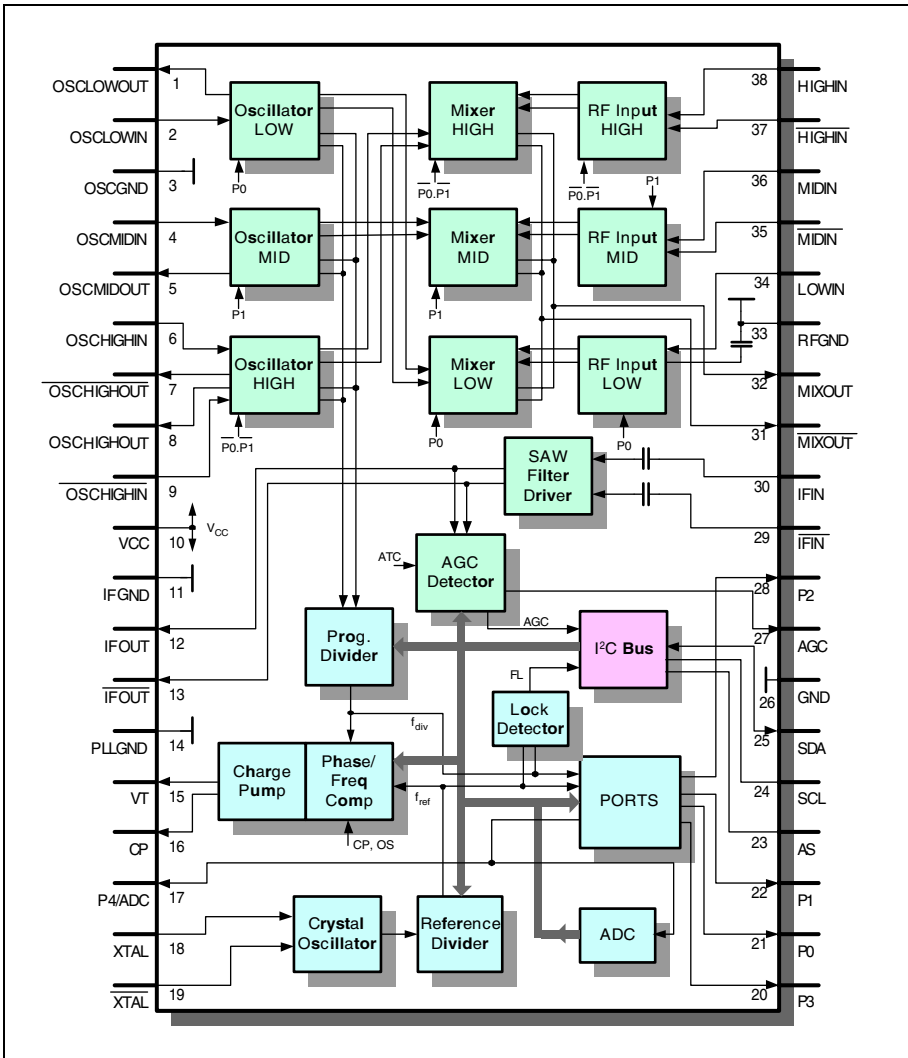 OSCLOWOUT
1
OSCLOWIN
2
OSCGND
3
OSCMIDIN
4
OSCMIDOUT
5
OSCHIGHIN
6
OSCHIGHOUT
7
OSCHIGHOUT
8
OSCHIGHIN
9
VCC
10
VCC
IFGND
11
IFOUT
12
IFOUT
13
PLLGND
14
VT
15
CP
16
P4/ADC
17
XTAL
18
XTAL
19
Oscillator
LOW
P0
Oscillator
MID
P1
Oscillator
HIGH
P0.P1
Mixer
HIGH
P0.P1
Mixer
MID
P1
Mixer
LOW
P0
RF Input
HIGH
P0.P1
P1
RF Input
MID
RF Input
LOW
P0
SAW
Filter
Driver
ATC
AGC
Detector
AGC
Prog.
Divider
I²C Bus
FL
Lock
Detector
fdiv
Charge
Pump
Phase/
Freq
Comp
fref
CP, OS
PORTS
Crystal
Oscillator
Reference
Divider
ADC
38
HIGHIN
37
HIGHIN
36
MIDIN
35
MIDIN
34
LOWIN
33
RFGND
32
MIXOUT
31
MIXOUT
30
IFIN
29
IFIN
28
P2
27
AGC
26
GND
25
SDA
24
SCL
23
AS
22
P1
21
P0
20
P3